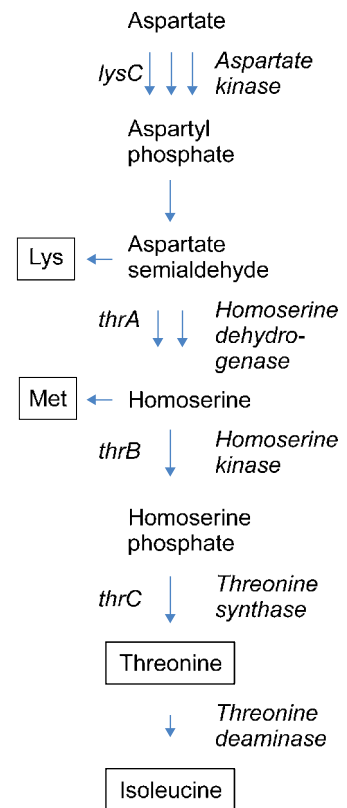 Aspartate
lysC
Aspartate
kinase
Aspartyl
phosphate
Lys
Aspartate
semialdehyde
thrA
Homoserine
dehydro-
genase
Met
Homoserine
thrB
Homoserine
kinase
Homoserine
phosphate
thrC
Threonine
synthase
Threonine
Threonine
deaminase
Isoleucine